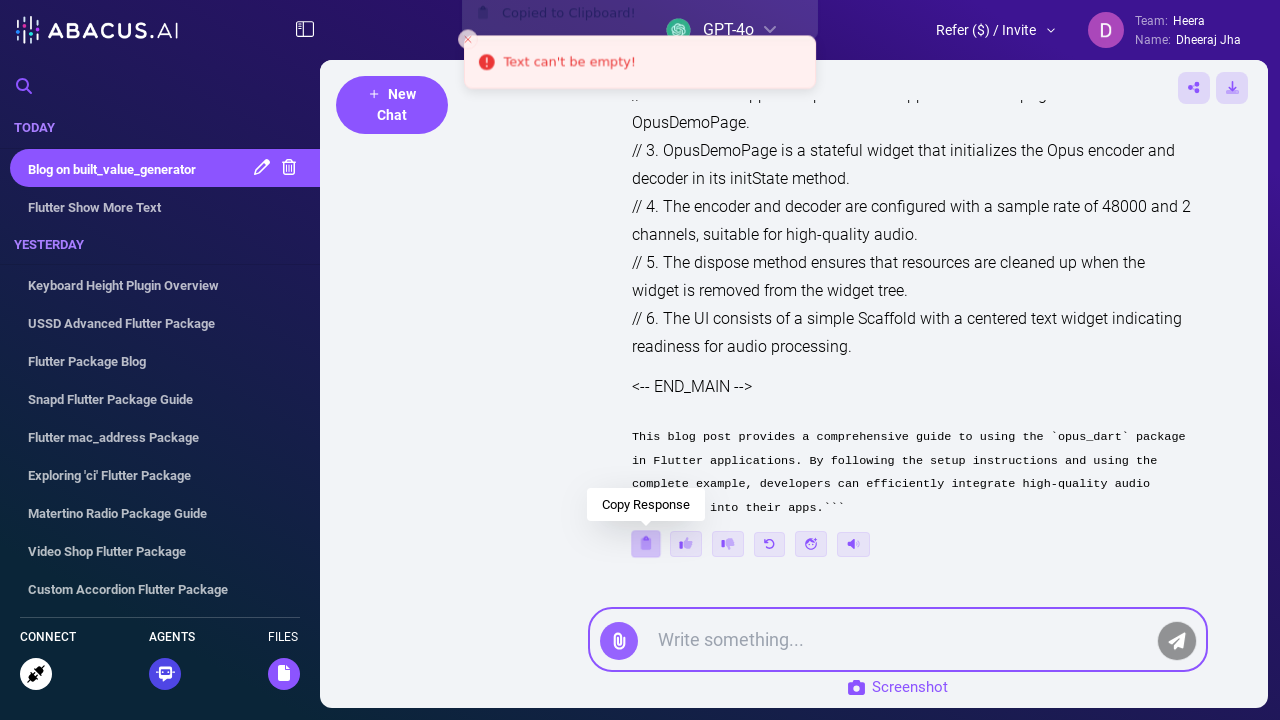 ABACUS.AI
Copied to Clipboard!
GPT-4o
Text can't be empty!
Refer ($) / Invite
D
Team: Heera
Name: Dheeraj Jha
TODAY
Blog on built_value_generator
Flutter Show More Text
YESTERDAY
Keyboard Height Plugin Overview
USSD Advanced Flutter Package
Flutter Package Blog
Snapd Flutter Package Guide
Flutter mac_address Package
Exploring 'ci' Flutter Package
Matertino Radio Package Guide
Video Shop Flutter Package
Custom Accordion Flutter Package
CONNECT
AGENTS
FILES
+ New
Chat
OpusDemoPage.
// 3. OpusDemoPage is a stateful widget that initializes the Opus encoder and
decoder in its initState method.
// 4. The encoder and decoder are configured with a sample rate of 48000 and 2
channels, suitable for high-quality audio.
// 5. The dispose method ensures that resources are cleaned up when the
widget is removed from the widget tree.
// 6. The UI consists of a simple Scaffold with a centered text widget indicating
readiness for audio processing.
<-- END_MAIN -->
This blog post provides a comprehensive guide to using the `opus_dart` package
in Flutter applications. By following the setup instructions and using the
complete example, developers can efficiently integrate high-quality audio
into their apps.```
Copy Response
Write something...
Screenshot